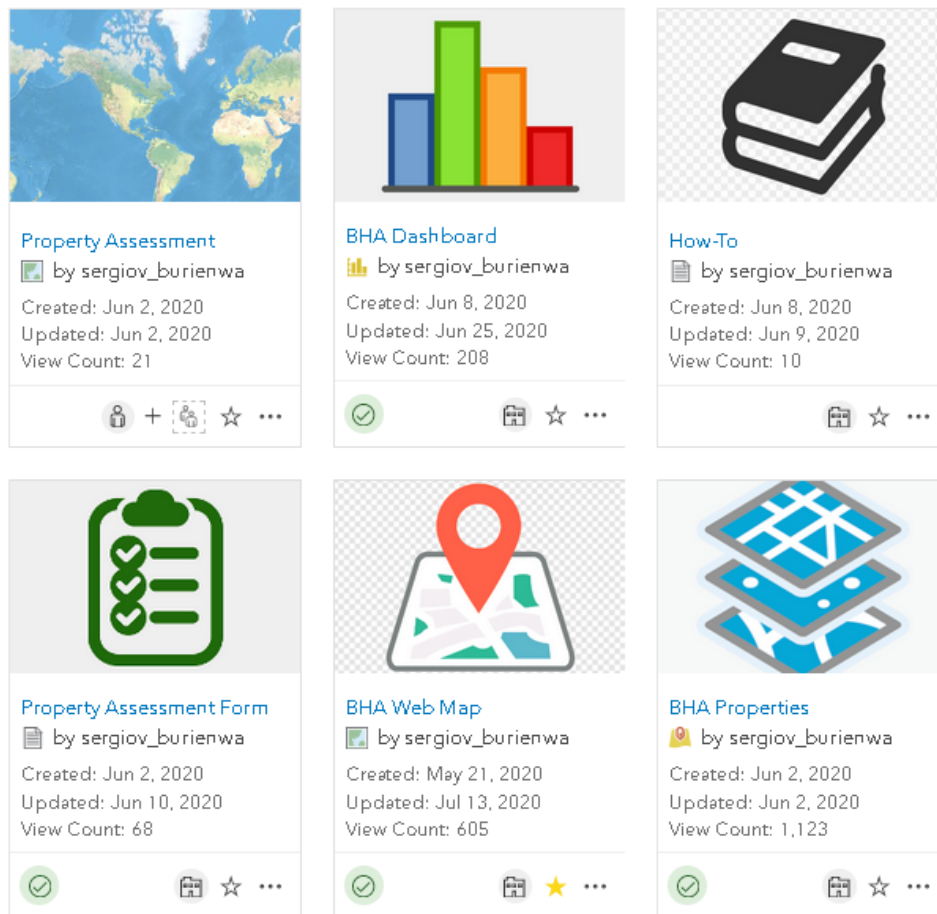 Property Assessment
by sergiov_burienwa
Created: Jun 2, 2020
Updated: Jun 2, 2020
View Count: 21
BHA Dashboard
by sergiov_burienwa
Created: Jun 8, 2020
Updated: Jun 25, 2020
View Count: 208
How-To
by sergiov_burienwa
Created: Jun 8, 2020
Updated: Jun 9, 2020
View Count: 10
Property Assessment Form
by sergiov_burienwa
Created: Jun 2, 2020
Updated: Jun 10, 2020
View Count: 68
BHA Web Map
by sergiov_burienwa
Created: May 21, 2020
Updated: Jul 13, 2020
View Count: 605
BHA Properties
by sergiov_burienwa
Created: Jun 2, 2020
Updated: Jun 2, 2020
View Count: 1,123